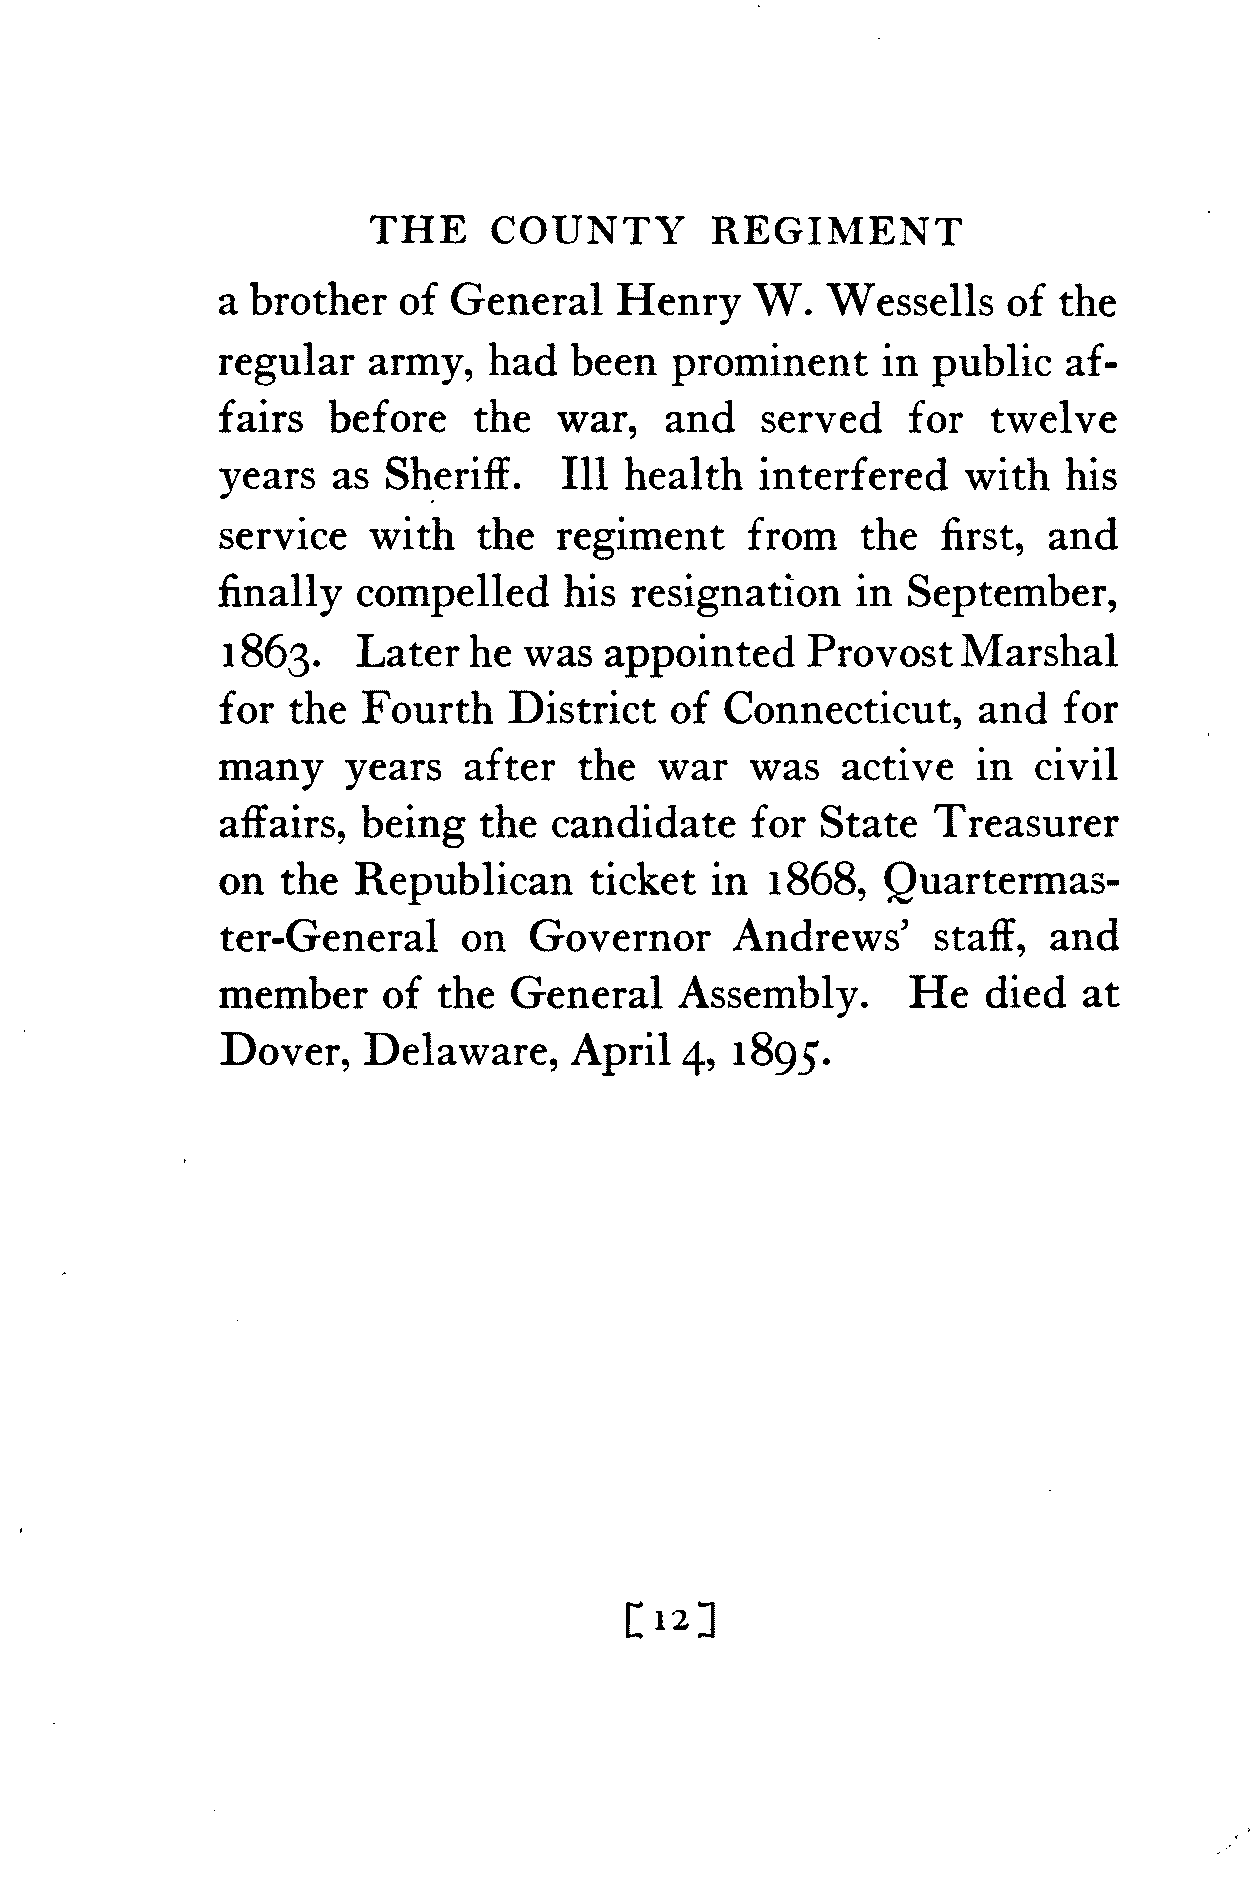 THE COUNTY REGIMENT
a brother of General Henry W. Wessells of the
regular army, had been prominent in public af-
fairs before the war, and served for twelve
years as Sheriff. Ill health interfered with his
service with the regiment from the first, and
finally compelled his resignation in September,
1863. Later he was appointed Provost Marshal
for the Fourth District of Connecticut, and for
many years after the war was active in civil
affairs, being the candidate for State Treasurer
on the Republican ticket in 1868, Quartermas-
ter-General on Governor Andrews' staff, and
member of the General Assembly. He died at
Dover, Delaware, April 4, 1895.
[12]